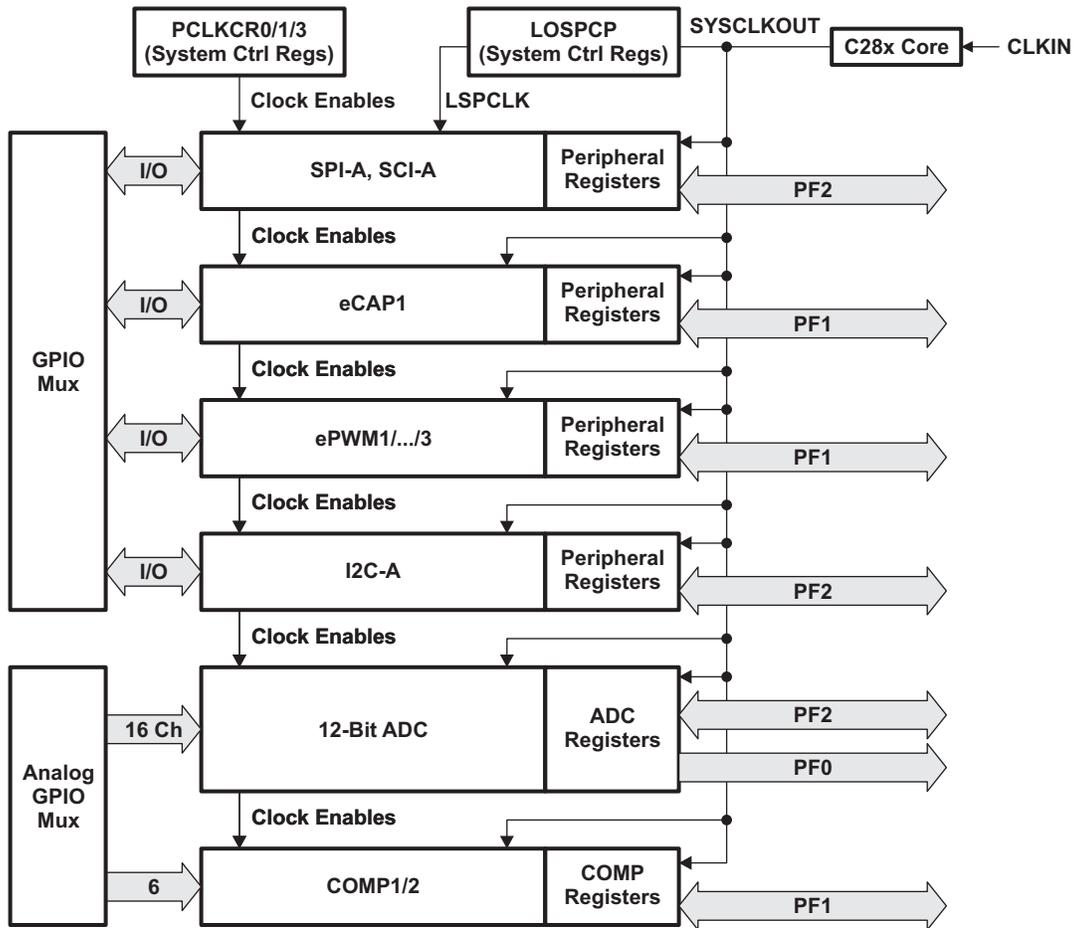 PCLKCR0/1/3
(System Ctrl Regs)
LOSPCP
(System Ctrl Regs)
SYSCLKOUT
C28x Core
CLKIN
Clock Enables
LSPCLK
I/O
SPI-A, SCI-A
Peripheral
Registers
PF2
Clock Enables
I/O
eCAP1
Peripheral
Registers
PF1
GPIO
Mux
Clock Enables
I/O
ePWM1/.../3
Peripheral
Registers
PF1
Clock Enables
I/O
I2C-A
Peripheral
Registers
PF2
Clock Enables
16 Ch
12-Bit ADC
ADC
Registers
PF2
PF0
Analog
GPIO
Mux
Clock Enables
6
COMP1/2
COMP
Registers
PF1